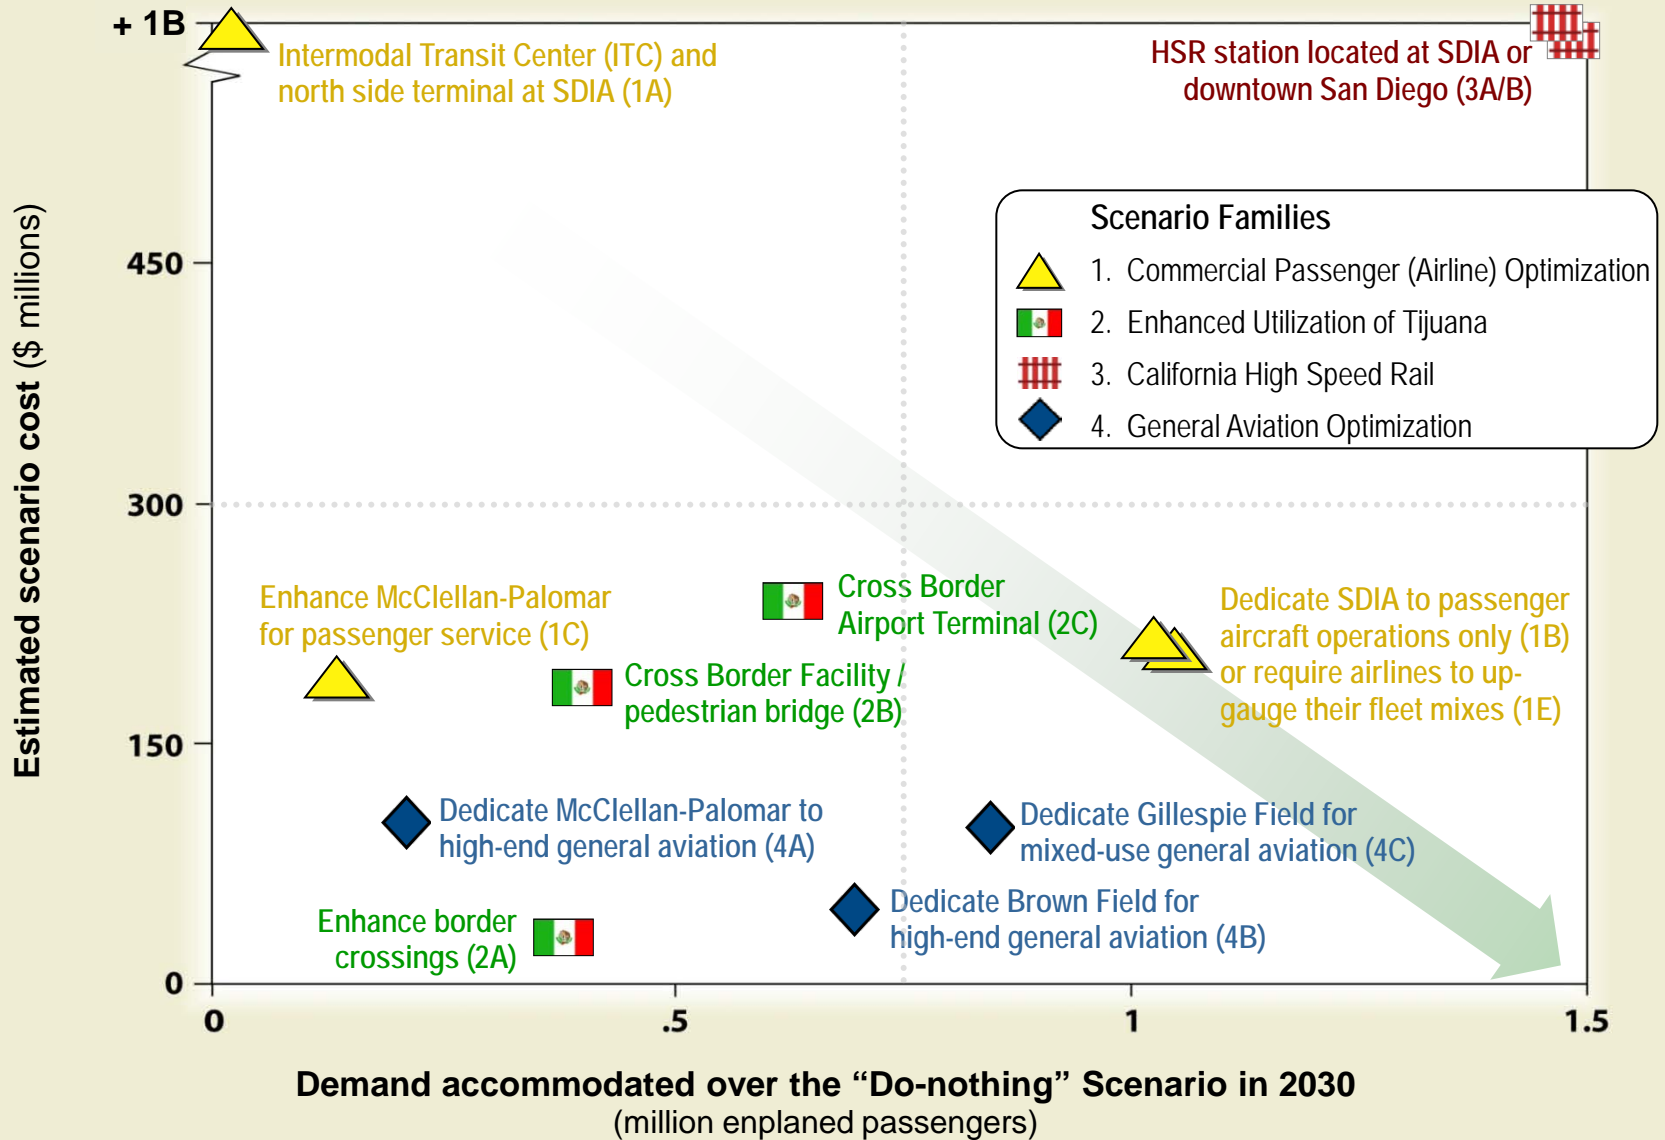 + 1B
Intermodal Transit Center (ITC) and
north side terminal at SDIA (1A)
HSR station located at SDIA or
downtown San Diego (3A/B)
Scenario Families
1. Commercial Passenger (Airline) Optimization
2. Enhanced Utilization of Tijuana
3. California High Speed Rail
4. General Aviation Optimization
Estimated scenario cost ($ millions)
450
300
150
0
Enhance McClellan-Palomar
for passenger service (1C)
Cross Border
Airport Terminal (2C)
Cross Border Facility /
pedestrian bridge (2B)
Dedicate SDIA to passenger
aircraft operations only (1B)
or require airlines to up-
gauge their fleet mixes (1E)
Dedicate McClellan-Palomar to
high-end general aviation (4A)
Dedicate Gillespie Field for
mixed-use general aviation (4C)
Enhance border
crossings (2A)
Dedicate Brown Field for
high-end general aviation (4B)
0
.5
1
1.5
Demand accommodated over the “Do-nothing” Scenario in 2030
(million enplaned passengers)